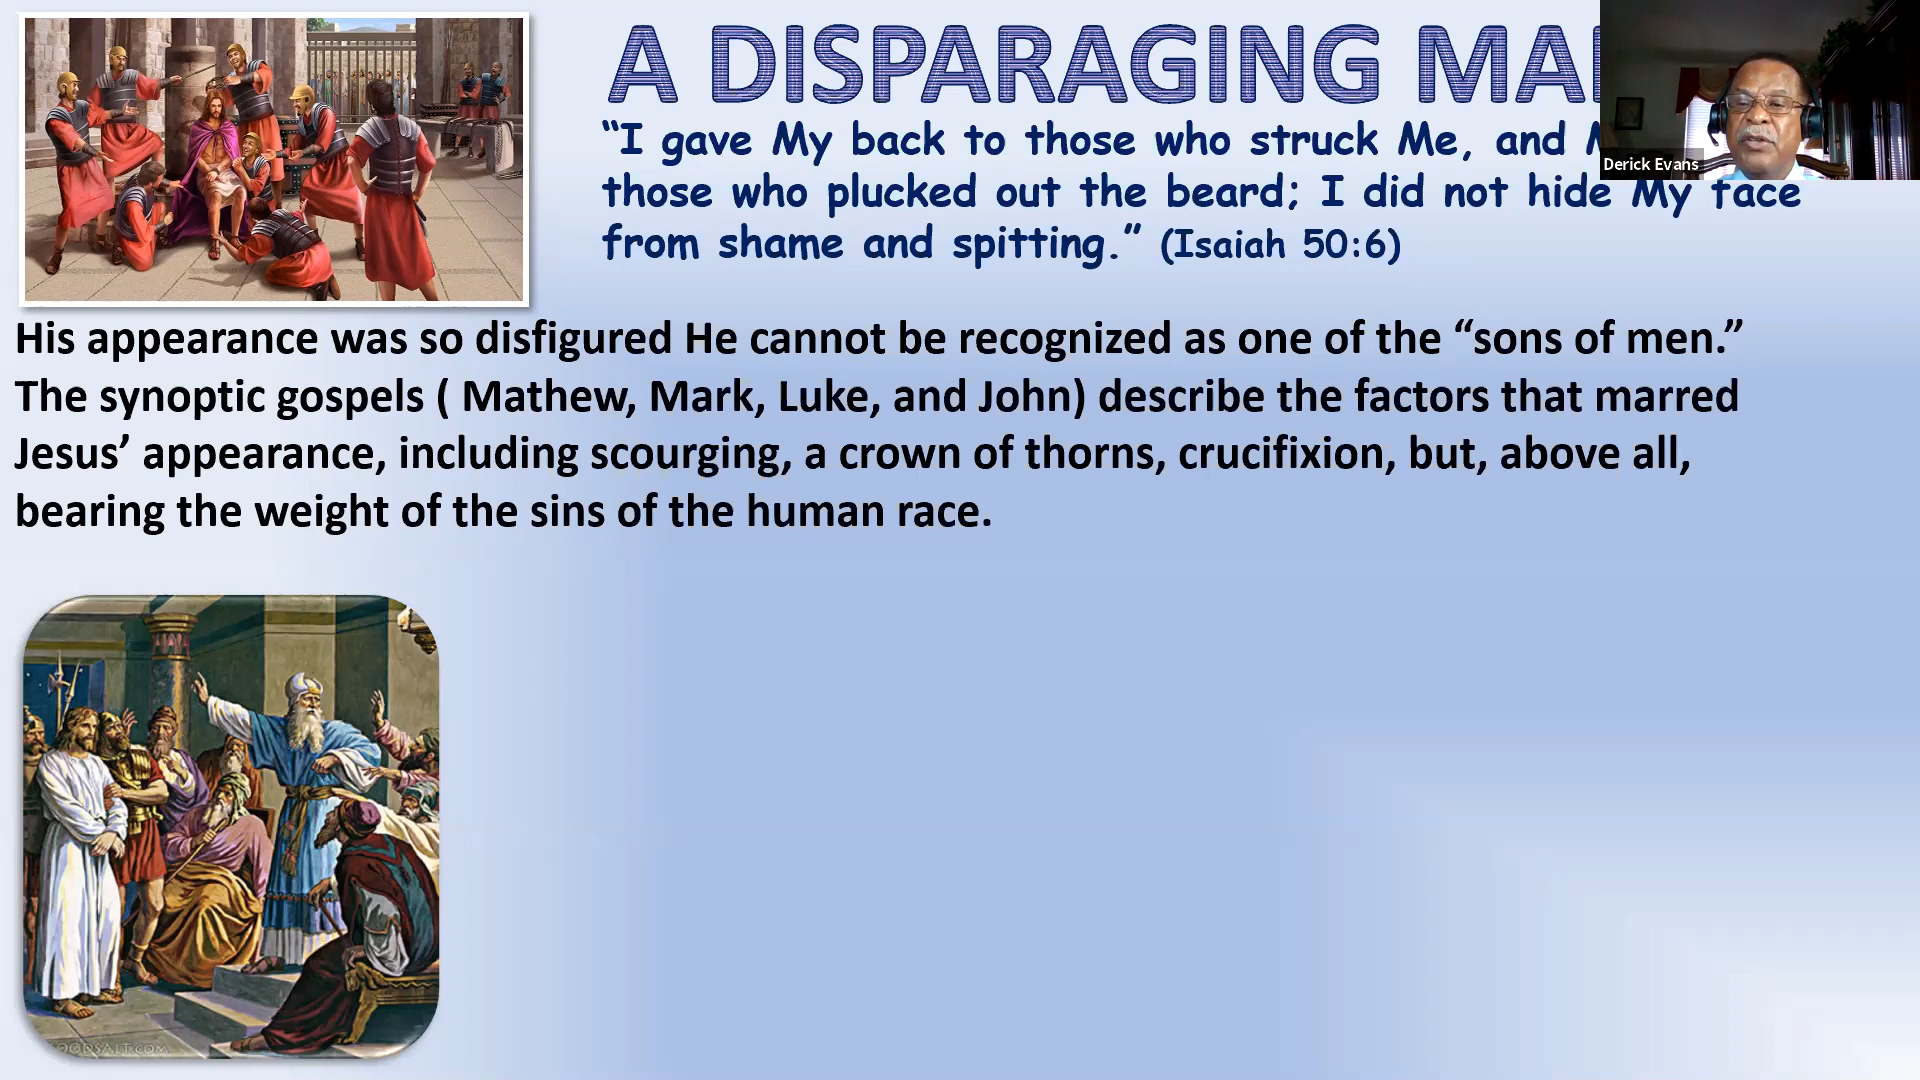 A DISPARAGING
“I gave My back to those who struck Me, and
those who plucked out the beard; I did not hide My face
from shame and spitting.” (Isaiah 50:6)
Derick Evans
His appearance was so disfigured He cannot be recognized as one of the “sons of men.”
The synoptic gospels ( Mathew, Mark, Luke, and John) describe the factors that marred
Jesus’ appearance, including scourging, a crown of thorns, crucifixion, but, above all,
bearing the weight of the sins of the human race.
GOODSALT.COM